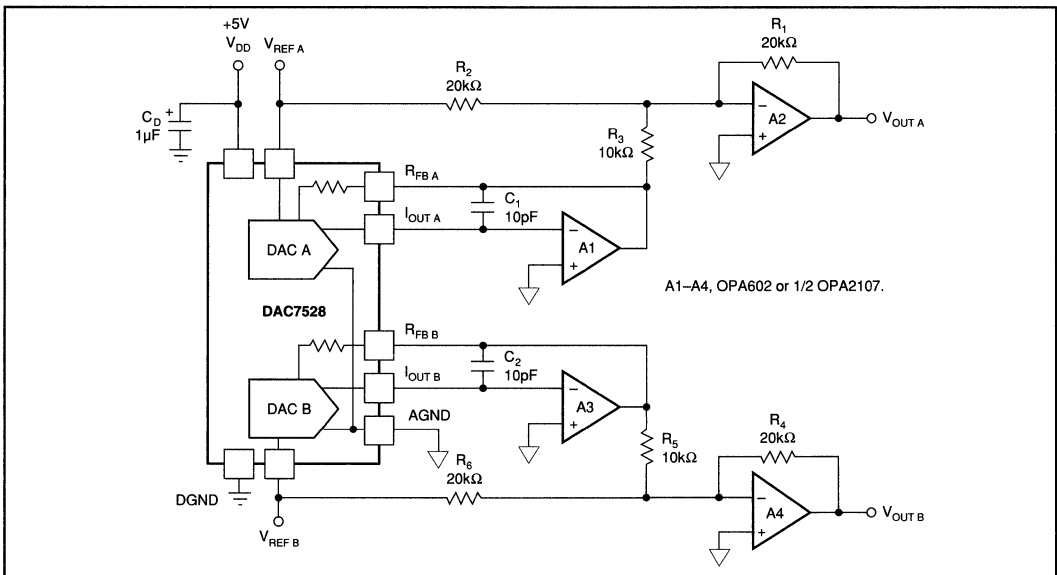 +5V
V_DD
V_REF A
C_D +
1µF
R_2
20kΩ
R_1
20kΩ
–
A2
+
V_OUT A
R_3
10kΩ
R_FB A
C_1
10pF
I_OUT A
–
A1
+
DAC A
A1–A4, OPA602 or 1/2 OPA2107.
DAC7528
R_FB B
C_2
10pF
I_OUT B
–
A3
+
DAC B
AGND
R_5
10kΩ
R_4
20kΩ
R_6
20kΩ
–
A4
+
V_OUT B
DGND
V_REF B